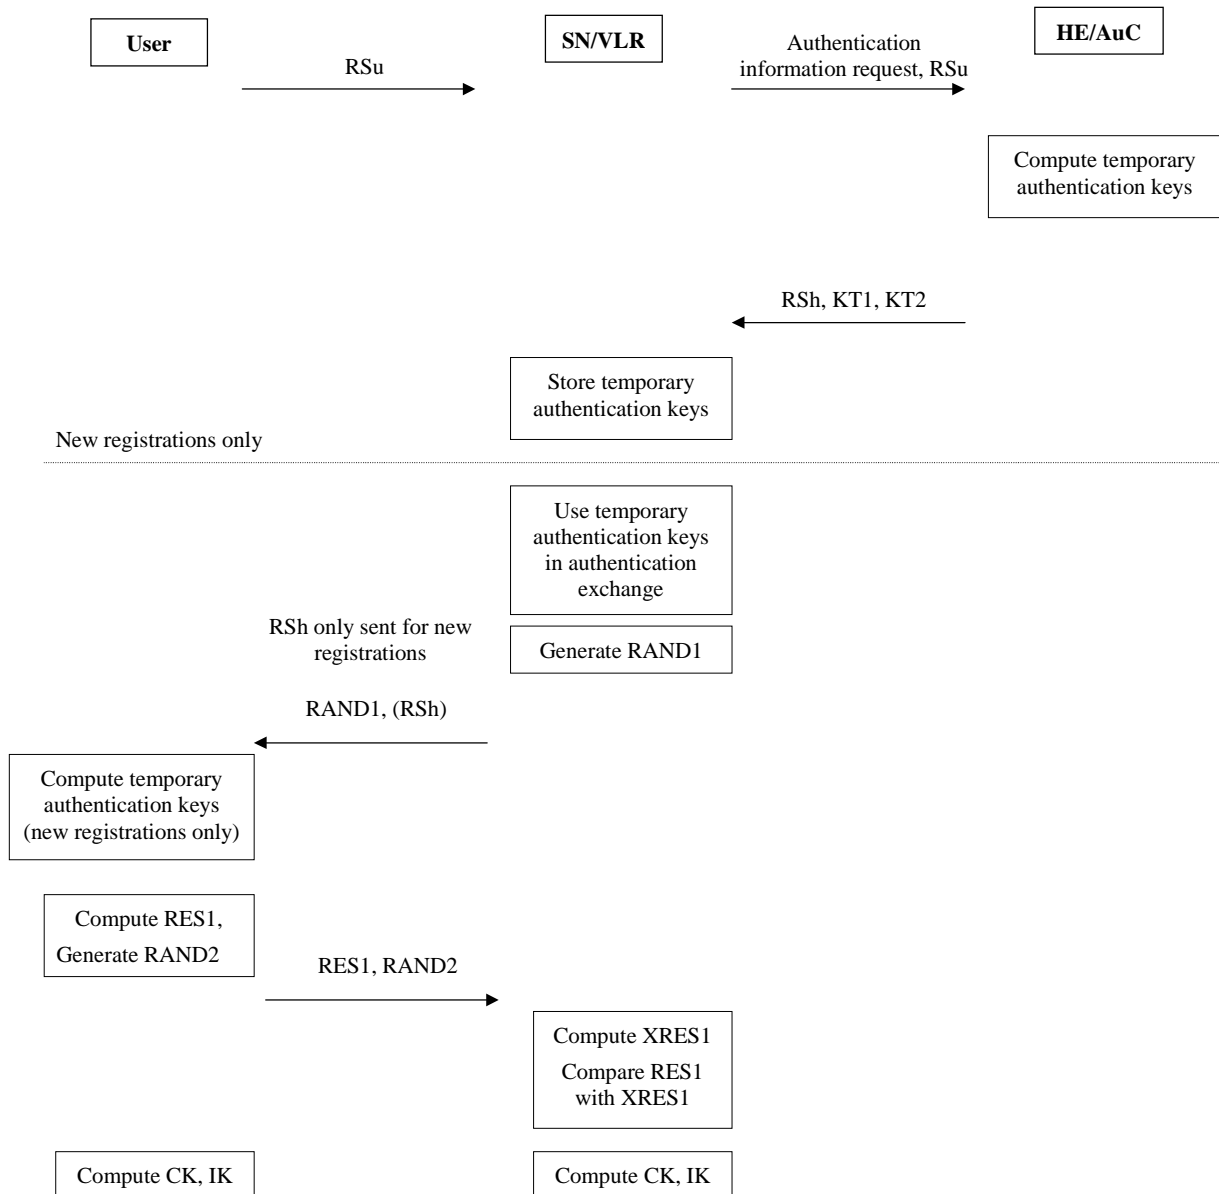 User
SN/VLR
HE/AuC
RSu
Authentication
information request, RSu
Compute temporary
authentication keys
RSh, KT1, KT2
Store temporary
authentication keys
New registrations only
Use temporary
authentication keys
in authentication
exchange
RSh only sent for new
registrations
Generate RAND1
RAND1, (RSh)
Compute temporary
authentication keys
(new registrations only)
Compute RES1,
Generate RAND2
RES1, RAND2
Compute XRES1
Compare RES1
with XRES1
Compute CK, IK
Compute CK, IK